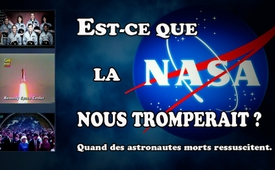 EST-CE QUE
LA
NASA
NOUS TROMPERAIT ?
Quand des astronautes morts ressuscitent.